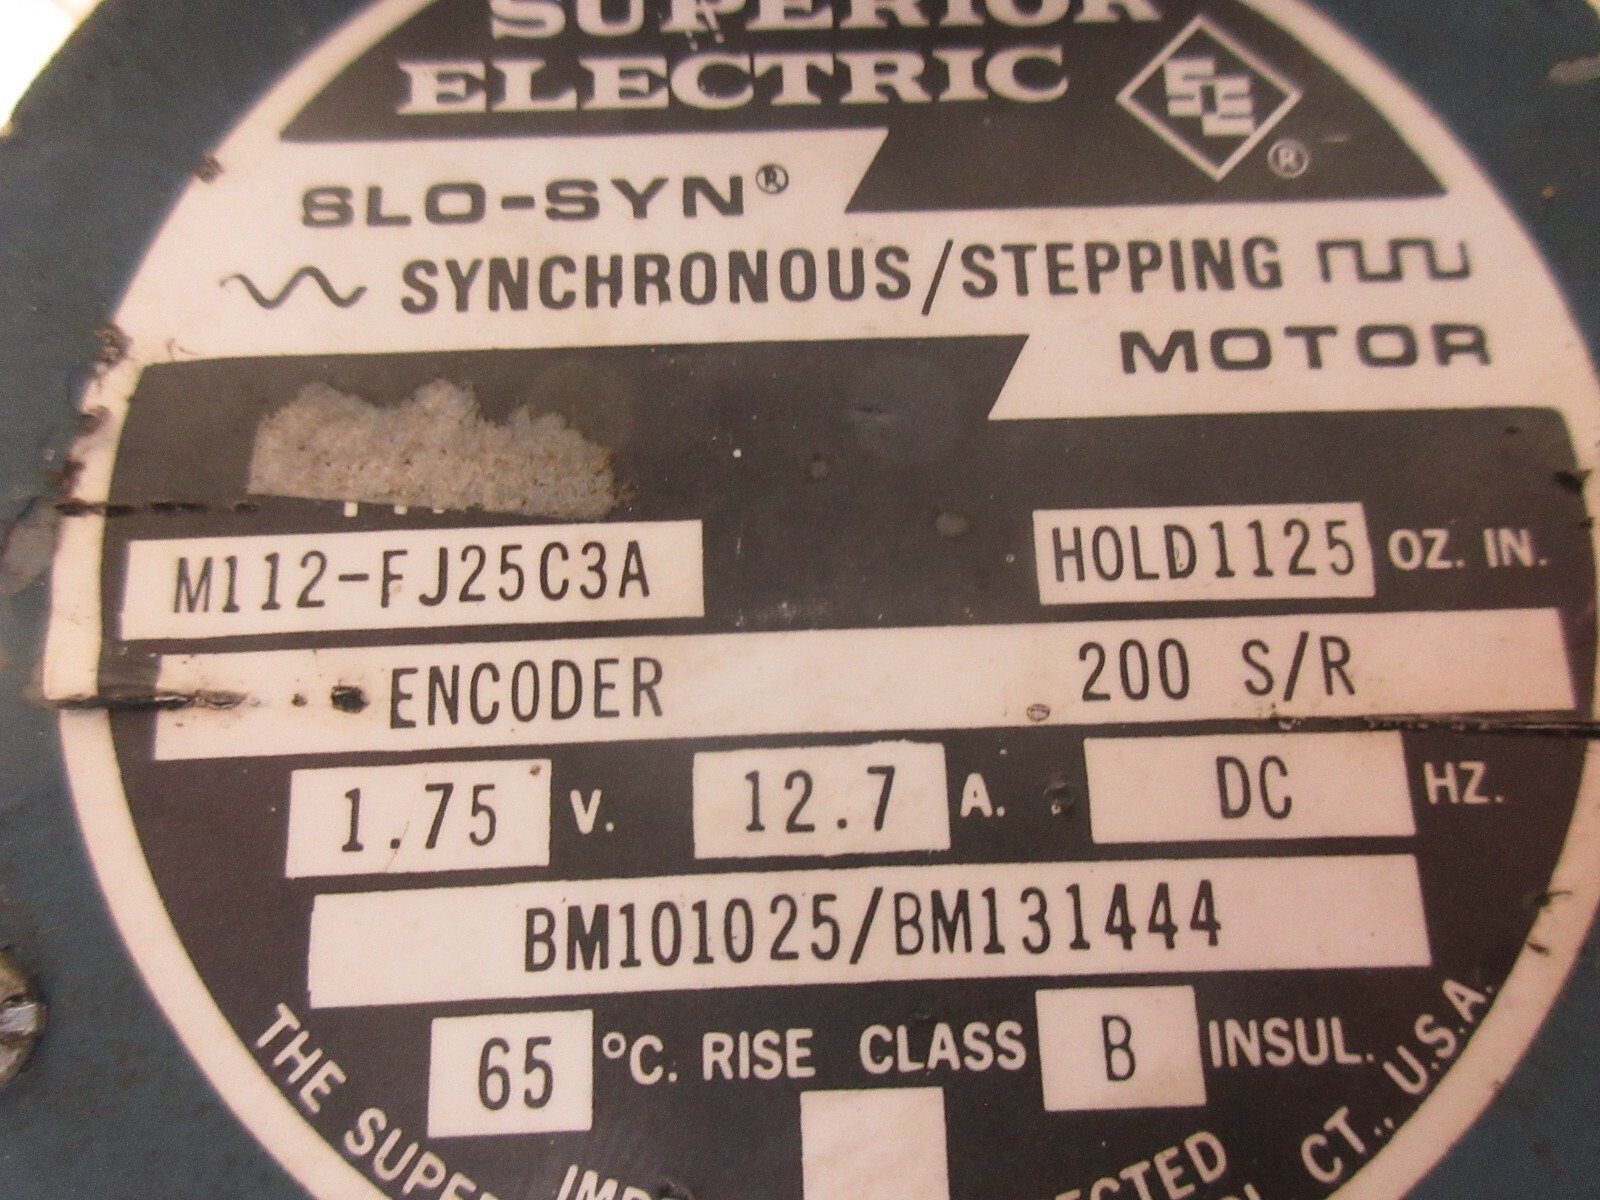 SUPERIOR
ELECTRIC
SE ®
SLO-SYN®
SYNCHRONOUS/STEPPING
MOTOR
M112-FJ25C3A HOLD1125 OZ. IN.
ENCODER 200 S/R
1.75 V. 12.7 A. DC HZ.
BM101025/BM131444
65 °C. RISE CLASS B INSUL.
THE CT., U.S.A.